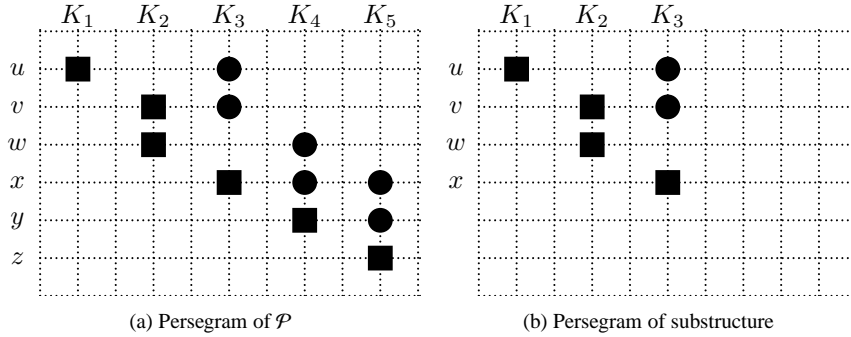 K₁ K₂ K₃ K₄ K₅
u
v
w
x
y
z
(a) Persegram of 𝒫
K₁ K₂ K₃
u
v
w
x
(b) Persegram of substructure